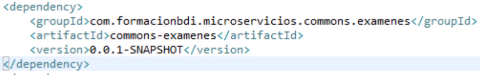 <dependency>
<groupId>com.formacionbdi.microservicios.commons.examenes</groupId>
<artifactId>commons-examenes</artifactId>
<version>0.0.1-SNAPSHOT</version>
</dependency>